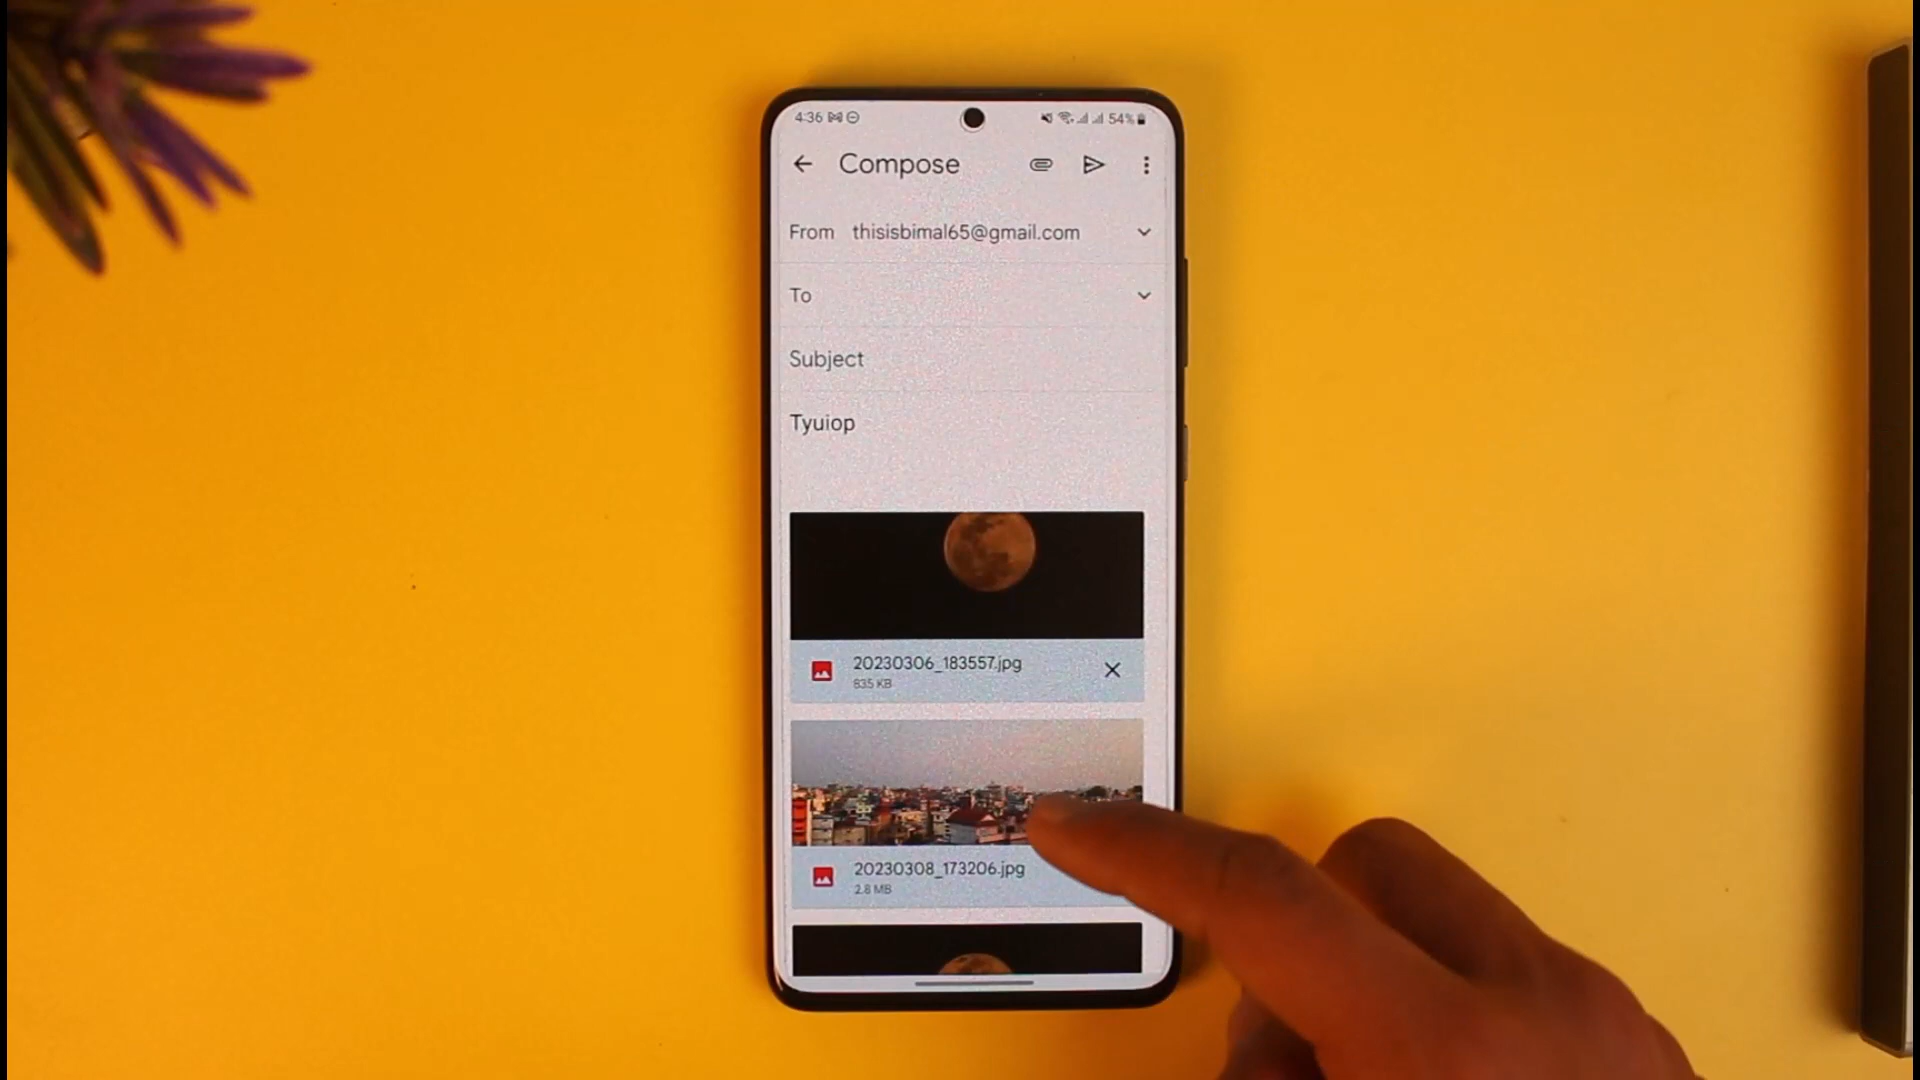 4:36 54%
Compose
From thisisbimal65@gmail.com
To
Subject
Tyuiop
20230306_183557.jpg
835 KB
20230308_173206.jpg
2.8 MB